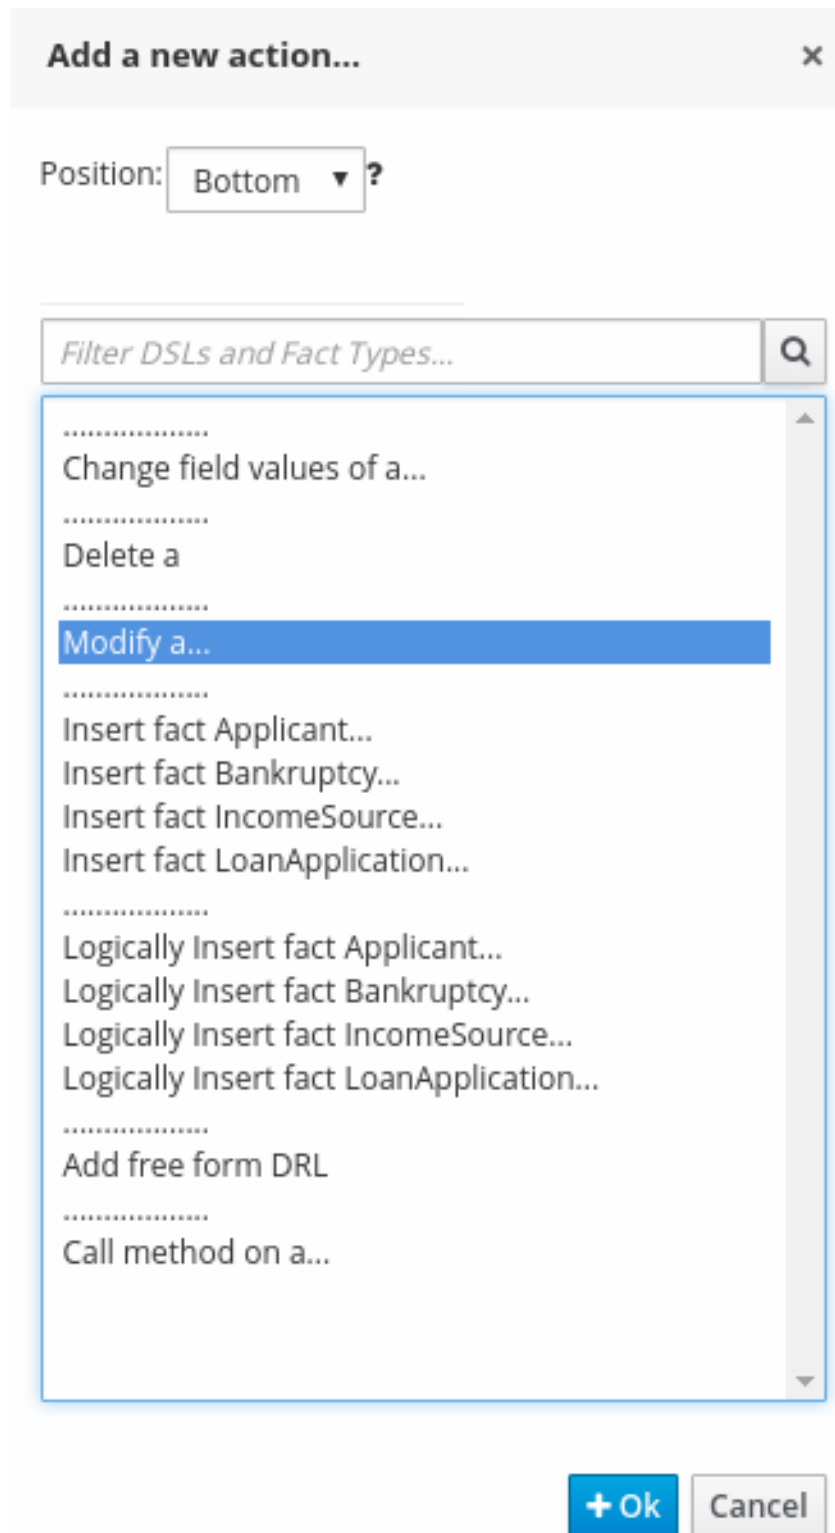 Add a new action... ×
Position: Bottom ▼ ?
Filter DSLs and Fact Types...
..................
Change field values of a...
..................
Delete a
..................
Modify a...
..................
Insert fact Applicant...
Insert fact Bankruptcy...
Insert fact IncomeSource...
Insert fact LoanApplication...
..................
Logically Insert fact Applicant...
Logically Insert fact Bankruptcy...
Logically Insert fact IncomeSource...
Logically Insert fact LoanApplication...
..................
Add free form DRL
..................
Call method on a...
+ Ok Cancel